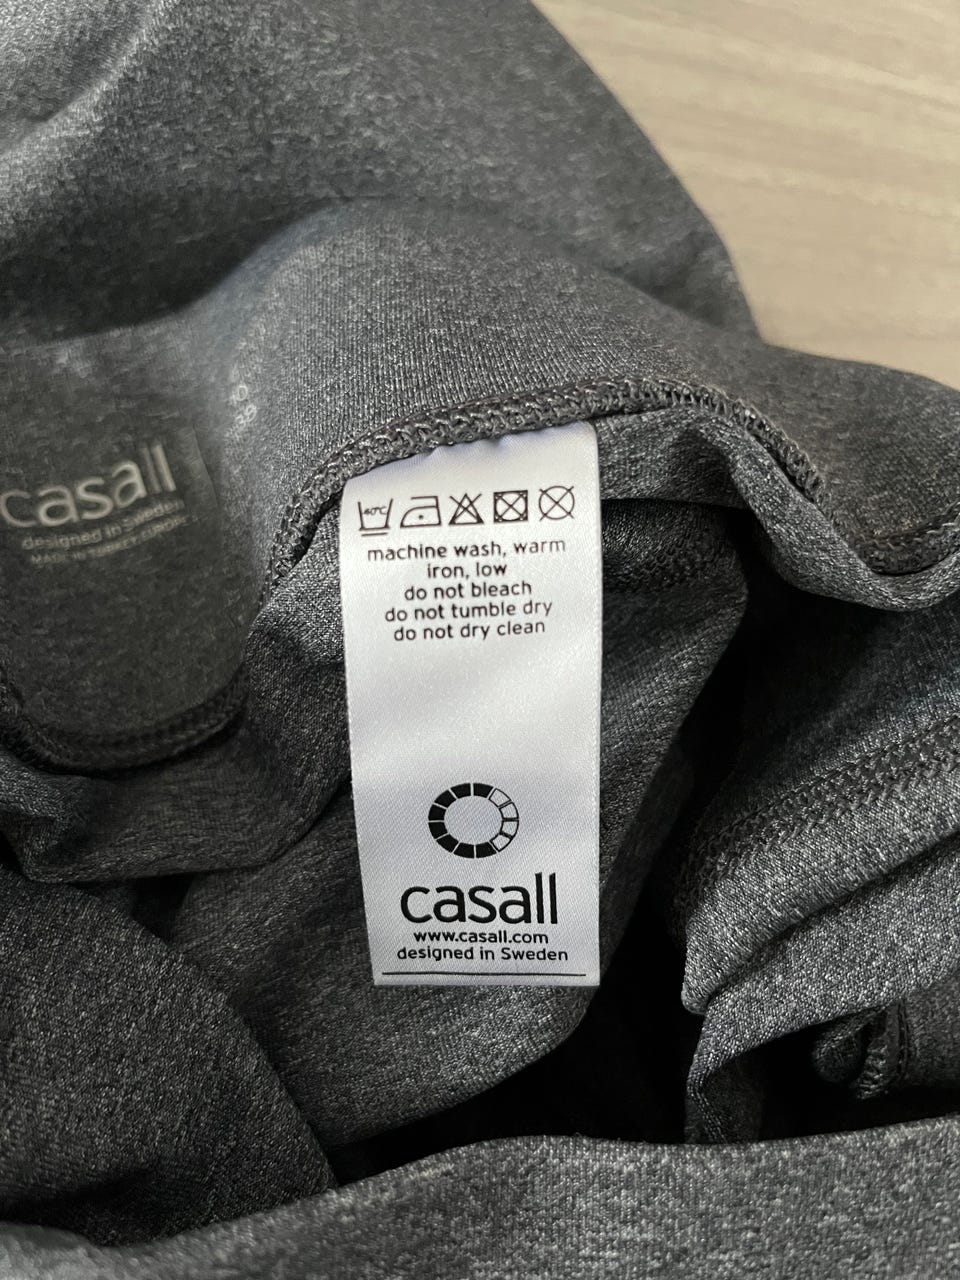 casall
designed in Sweden
40°C
machine wash, warm
iron, low
do not bleach
do not tumble dry
do not dry clean
casall
www.casall.com
designed in Sweden